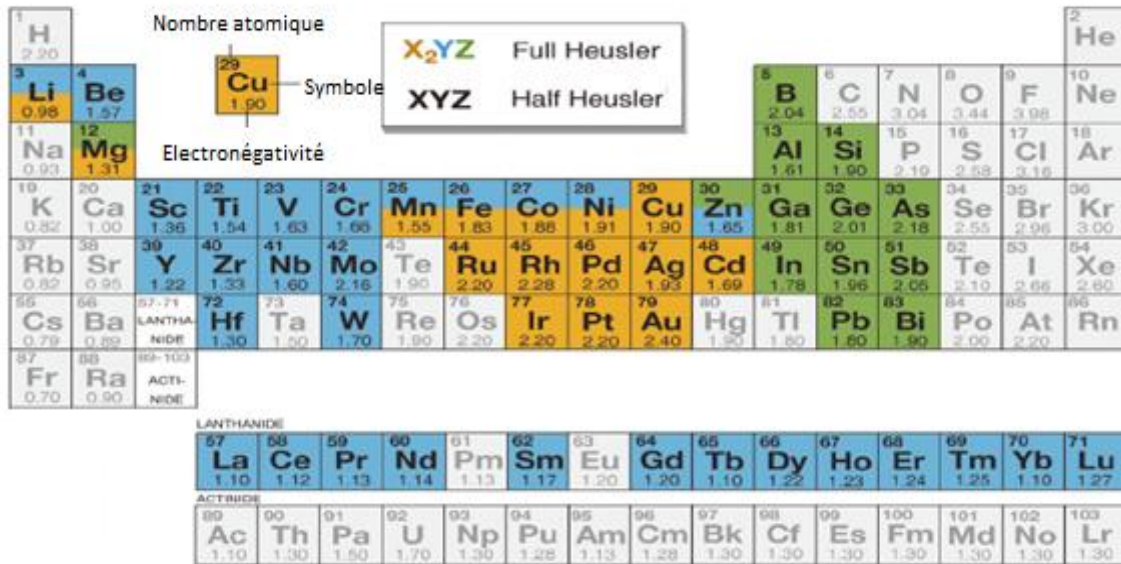 1 2
H Nombre atomique X₂YZ Full Heusler He
2.20
3 4 29 5 6 7 8 9 10
Li Be Cu Symbole XYZ Half Heusler B C N O F Ne
0.98 1.57 1.90 2.04 2.55 3.04 3.44 3.98
11 12 13 14 15 16 17 18
Na Mg Electronégativité Al Si P S Cl Ar
0.93 1.31 1.61 1.90 2.19 2.58 3.16
19 20 21 22 23 24 25 26 27 28 29 30 31 32 33 34 35 36
K Ca Sc Ti V Cr Mn Fe Co Ni Cu Zn Ga Ge As Se Br Kr
0.82 1.00 1.36 1.54 1.63 1.66 1.55 1.83 1.88 1.91 1.90 1.65 1.81 2.01 2.18 2.55 2.96 3.00
37 38 39 40 41 42 43 44 45 46 47 48 49 50 51 52 53 54
Rb Sr Y Zr Nb Mo Tc Ru Rh Pd Ag Cd In Sn Sb Te I Xe
0.82 0.95 1.22 1.33 1.60 2.16 1.90 2.20 2.28 2.20 1.93 1.69 1.78 1.96 2.05 2.10 2.66 2.60
55 56 57-71 72 73 74 75 76 77 78 79 80 81 82 83 84 85 86
Cs Ba LANTHA- Hf Ta W Re Os Ir Pt Au Hg Tl Pb Bi Po At Rn
0.79 0.89 NIDE 1.30 1.50 1.70 1.90 2.20 2.20 2.20 2.40 1.90 1.80 1.80 1.90 2.00 2.20
87 88 89-103
Fr Ra ACTI-
0.70 0.90 NIDE
LANTHANIDE
57 58 59 60 61 62 63 64 65 66 67 68 69 70 71
La Ce Pr Nd Pm Sm Eu Gd Tb Dy Ho Er Tm Yb Lu
1.10 1.12 1.13 1.14 1.13 1.17 1.20 1.20 1.10 1.22 1.23 1.24 1.25 1.10 1.27
ACTINIDE
89 90 91 92 93 94 95 96 97 98 99 100 101 102 103
Ac Th Pa U Np Pu Am Cm Bk Cf Es Fm Md No Lr
1.10 1.30 1.50 1.70 1.30 1.28 1.13 1.28 1.30 1.30 1.30 1.30 1.30 1.30 1.30